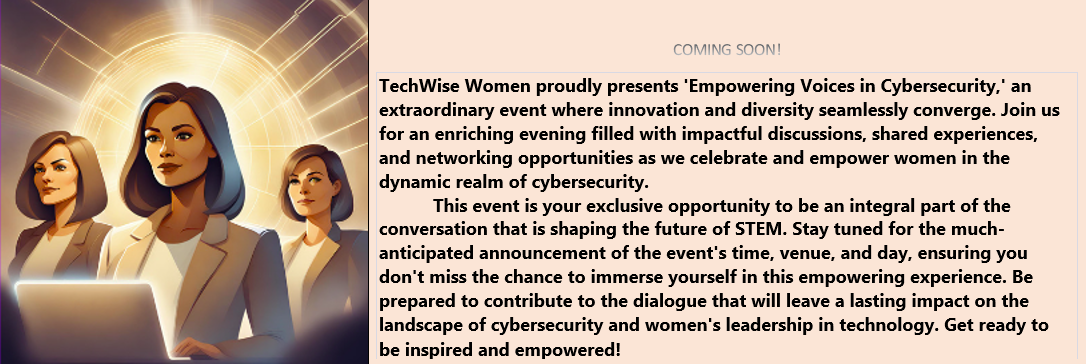 COMING SOON!
TechWise Women proudly presents 'Empowering Voices in Cybersecurity,' an
extraordinary event where innovation and diversity seamlessly converge. Join us
for an enriching evening filled with impactful discussions, shared experiences,
and networking opportunities as we celebrate and empower women in the
dynamic realm of cybersecurity.
This event is your exclusive opportunity to be an integral part of the
conversation that is shaping the future of STEM. Stay tuned for the much-
anticipated announcement of the event's time, venue, and day, ensuring you
don't miss the chance to immerse yourself in this empowering experience. Be
prepared to contribute to the dialogue that will leave a lasting impact on the
landscape of cybersecurity and women's leadership in technology. Get ready to
be inspired and empowered!